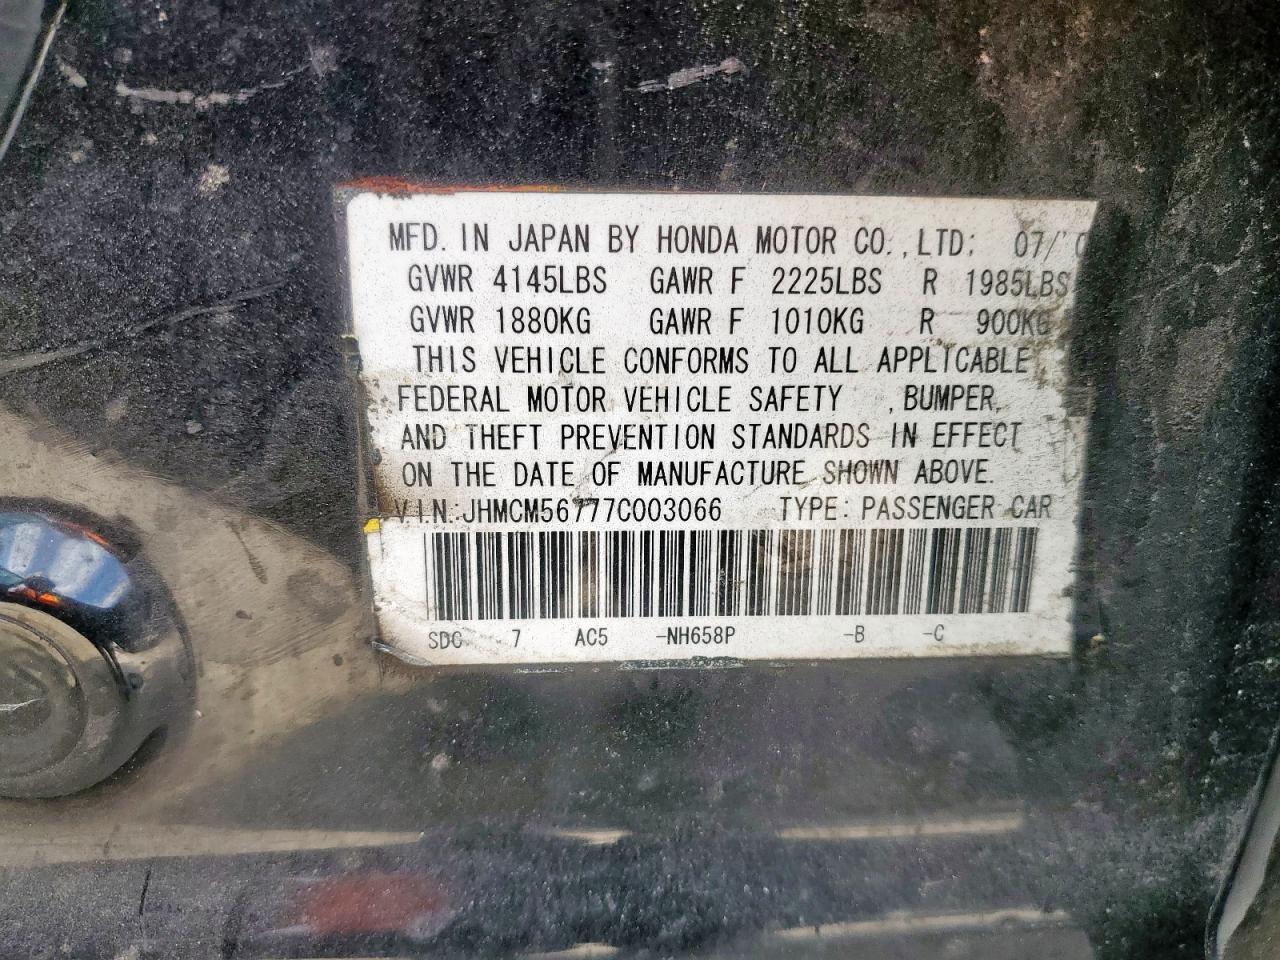 MFD. IN JAPAN BY HONDA MOTOR CO.,LTD: 07/'0
GVWR 4145LBS GAWR F 2225LBS R 1985LBS
GVWR 1880KG GAWR F 1010KG R 900KG
THIS VEHICLE CONFORMS TO ALL APPLICABLE
FEDERAL MOTOR VEHICLE SAFETY , BUMPER,
AND THEFT PREVENTION STANDARDS IN EFFECT
ON THE DATE OF MANUFACTURE SHOWN ABOVE.
V.I.N.:JHMCM56777C003066 TYPE: PASSENGER CAR
SDC 7 AC5 -NH658P -B -C